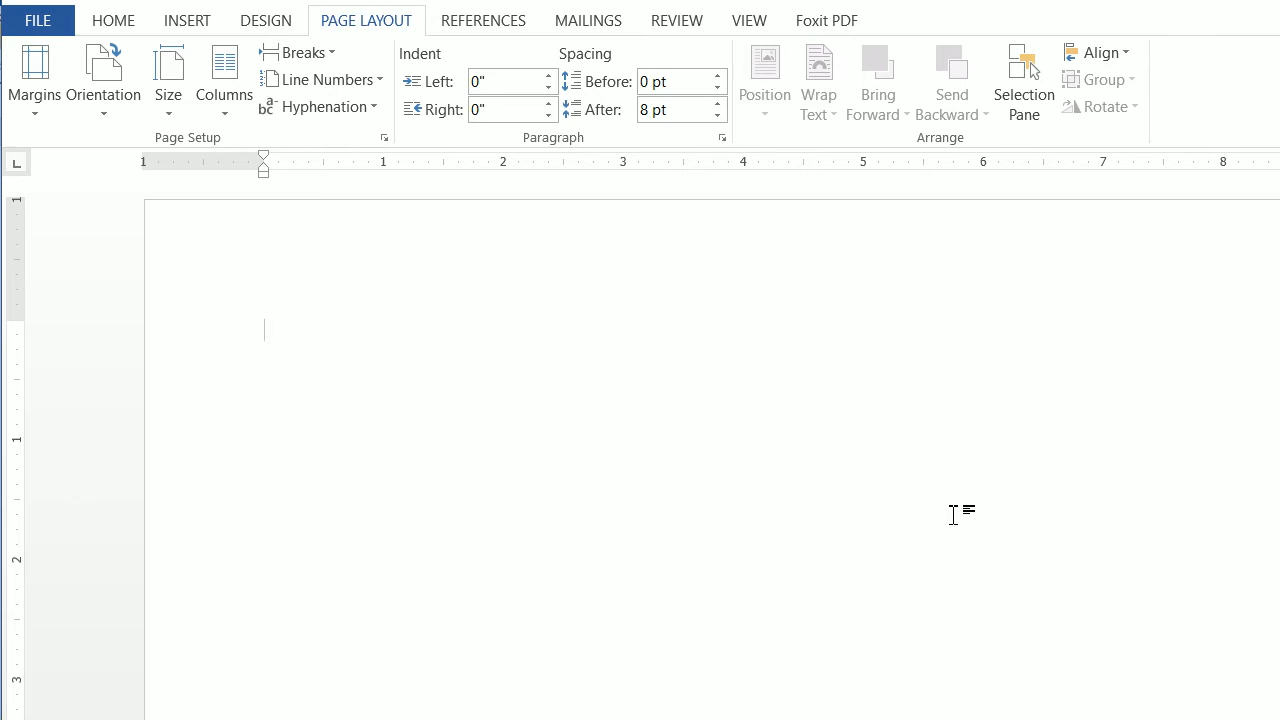 FILE HOME INSERT DESIGN PAGE LAYOUT REFERENCES MAILINGS REVIEW VIEW Foxit PDF
Margins Orientation Size Columns
Breaks
Line Numbers
Hyphenation
Page Setup
Indent Spacing
Left: 0" Before: 0 pt
Right: 0" After: 8 pt
Paragraph
Position
Wrap
Text
Bring
Forward
Send
Backward
Selection
Pane
Align
Group
Rotate
Arrange
1 1 2 3 4 5 6 7 8
1
1
2
3